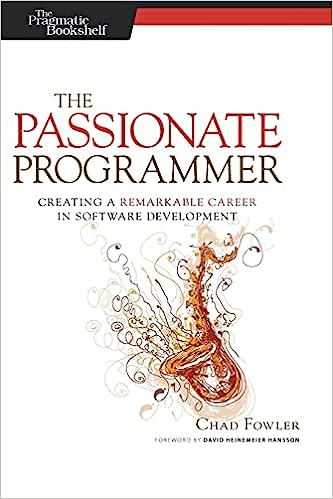 The
Pragmatic
Bookshelf
THE
PASSIONATE
PROGRAMMER
CREATING A REMARKABLE CAREER
IN SOFTWARE DEVELOPMENT
CHAD FOWLER
FOREWORD BY DAVID HEINEMEIER HANSSON